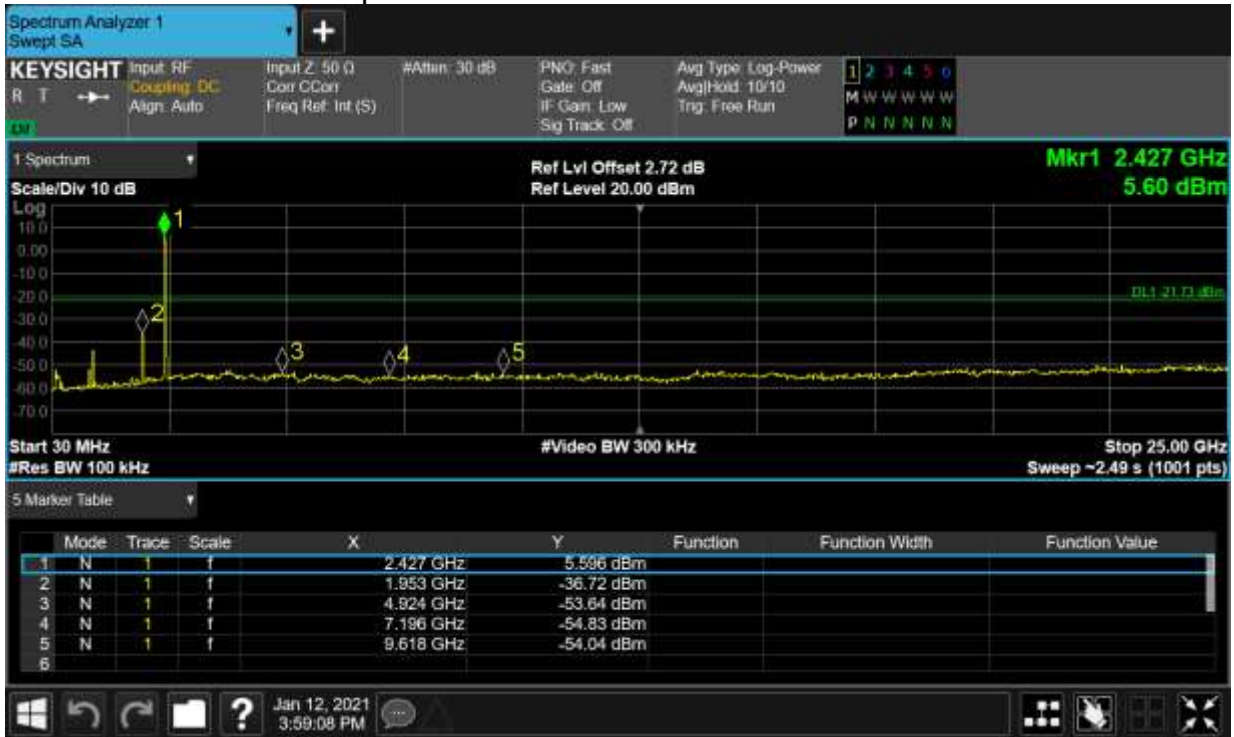 Spectrum Analyzer 1
Swept SA
+
KEYSIGHT Input: RF Input Z: 50 Ω #Atten: 30 dB PNO: Fast Avg Type: Log-Power 1 2 3 4 5 6
R T Coupling: DC Corr CCorr Gate: Off Avg|Hold: 10/10 M W W W W W
Align: Auto Freq Ref: Int (S) IF Gain: Low Trig: Free Run
Sig Track: Off P N N N N N
1 Spectrum Ref Lvl Offset 2.72 dB Mkr1 2.427 GHz
Scale/Div 10 dB Ref Level 20.00 dBm 5.60 dBm
Log
10.0
0.00
-10.0
-20.0
-30.0
-40.0
-50.0
-60.0
-70.0
1
DL1 -21.73 dBm
2
3 4 5
Start 30 MHz #Video BW 300 kHz Stop 25.00 GHz
#Res BW 100 kHz Sweep ~2.49 s (1001 pts)
5 Marker Table
Mode Trace Scale X Y Function Function Width Function Value
1 N 1 f 2.427 GHz 5.596 dBm
2 N 1 f 1.953 GHz -36.72 dBm
3 N 1 f 4.924 GHz -53.64 dBm
4 N 1 f 7.196 GHz -54.83 dBm
5 N 1 f 9.618 GHz -54.04 dBm
6
? Jan 12, 2021
3:59:08 PM